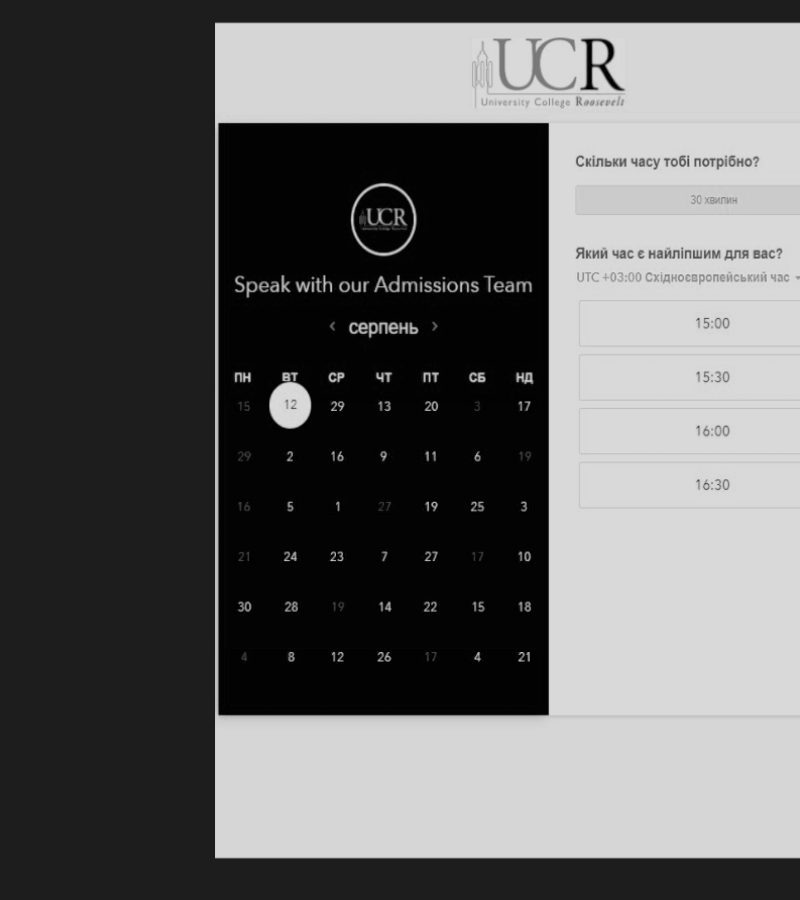 UCR
University College Roosevelt
UCR
Speak with our Admissions Team
‹ серпень ›
ПН ВТ СР ЧТ ПТ СБ НД
15 12 29 13 20 3 17
29 2 16 9 11 6 19
16 5 1 27 19 25 3
21 24 23 7 27 17 10
30 28 19 14 22 15 18
4 8 12 26 17 4 21
Скільки часу тобі потрібно?
30 хвилин
Який час є найліпшим для вас?
UTC +03:00 Східноєвропейський час
15:00
15:30
16:00
16:30